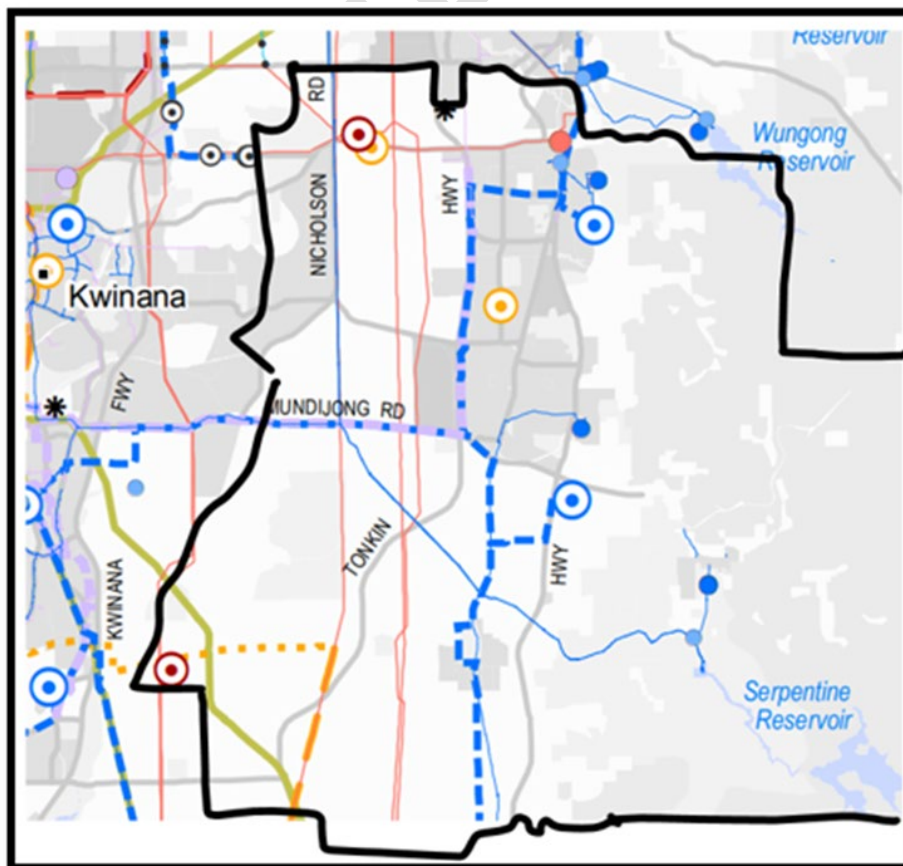 Reservoir
RD
Wungong
Reservoir
NICHOLSON
HWY
Kwinana
FWY
MUNDIJONG RD
TONKIN
HWY
KWINANA
Serpentine
Reservoir